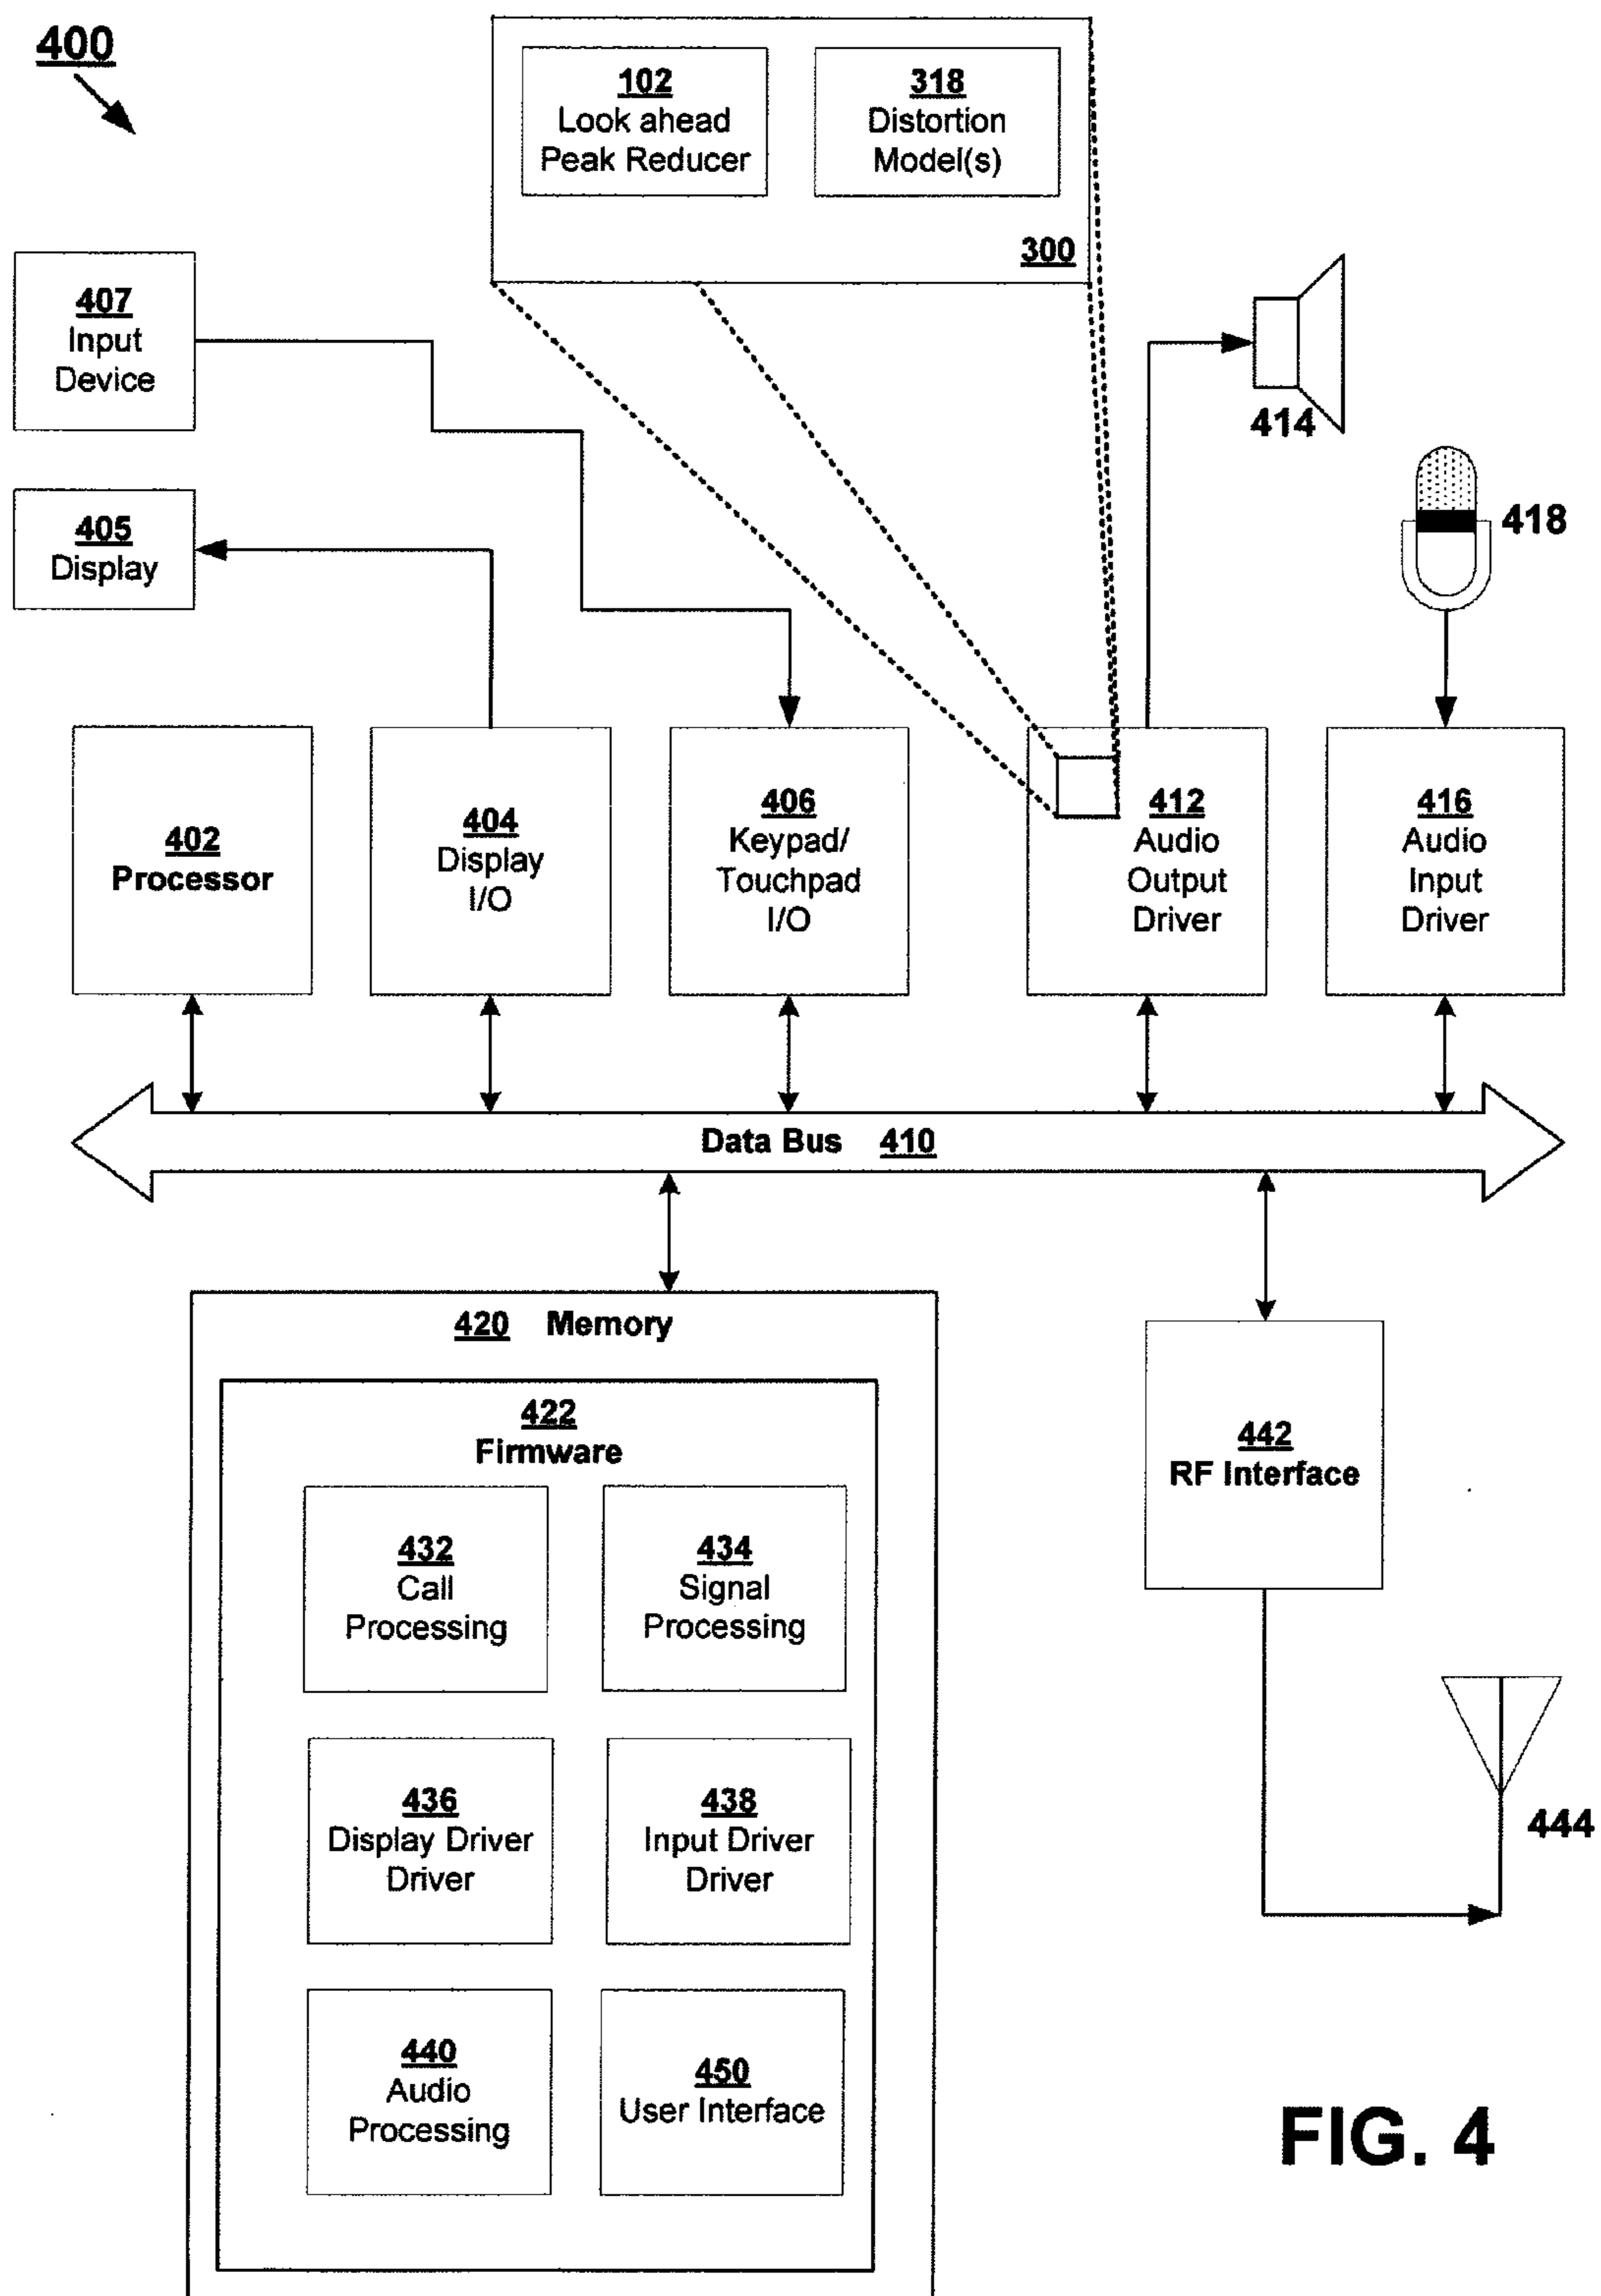 400
102
Look ahead
Peak Reducer
318
Distortion
Model(s)
300
407
Input
Device
414
405
Display
418
402
Processor
404
Display
I/O
406
Keypad/
Touchpad
I/O
412
Audio
Output
Driver
416
Audio
Input
Driver
Data Bus 410
420 Memory
422
Firmware
432
Call
Processing
434
Signal
Processing
436
Display Driver
Driver
438
Input Driver
Driver
440
Audio
Processing
450
User Interface
442
RF Interface
444
FIG. 4